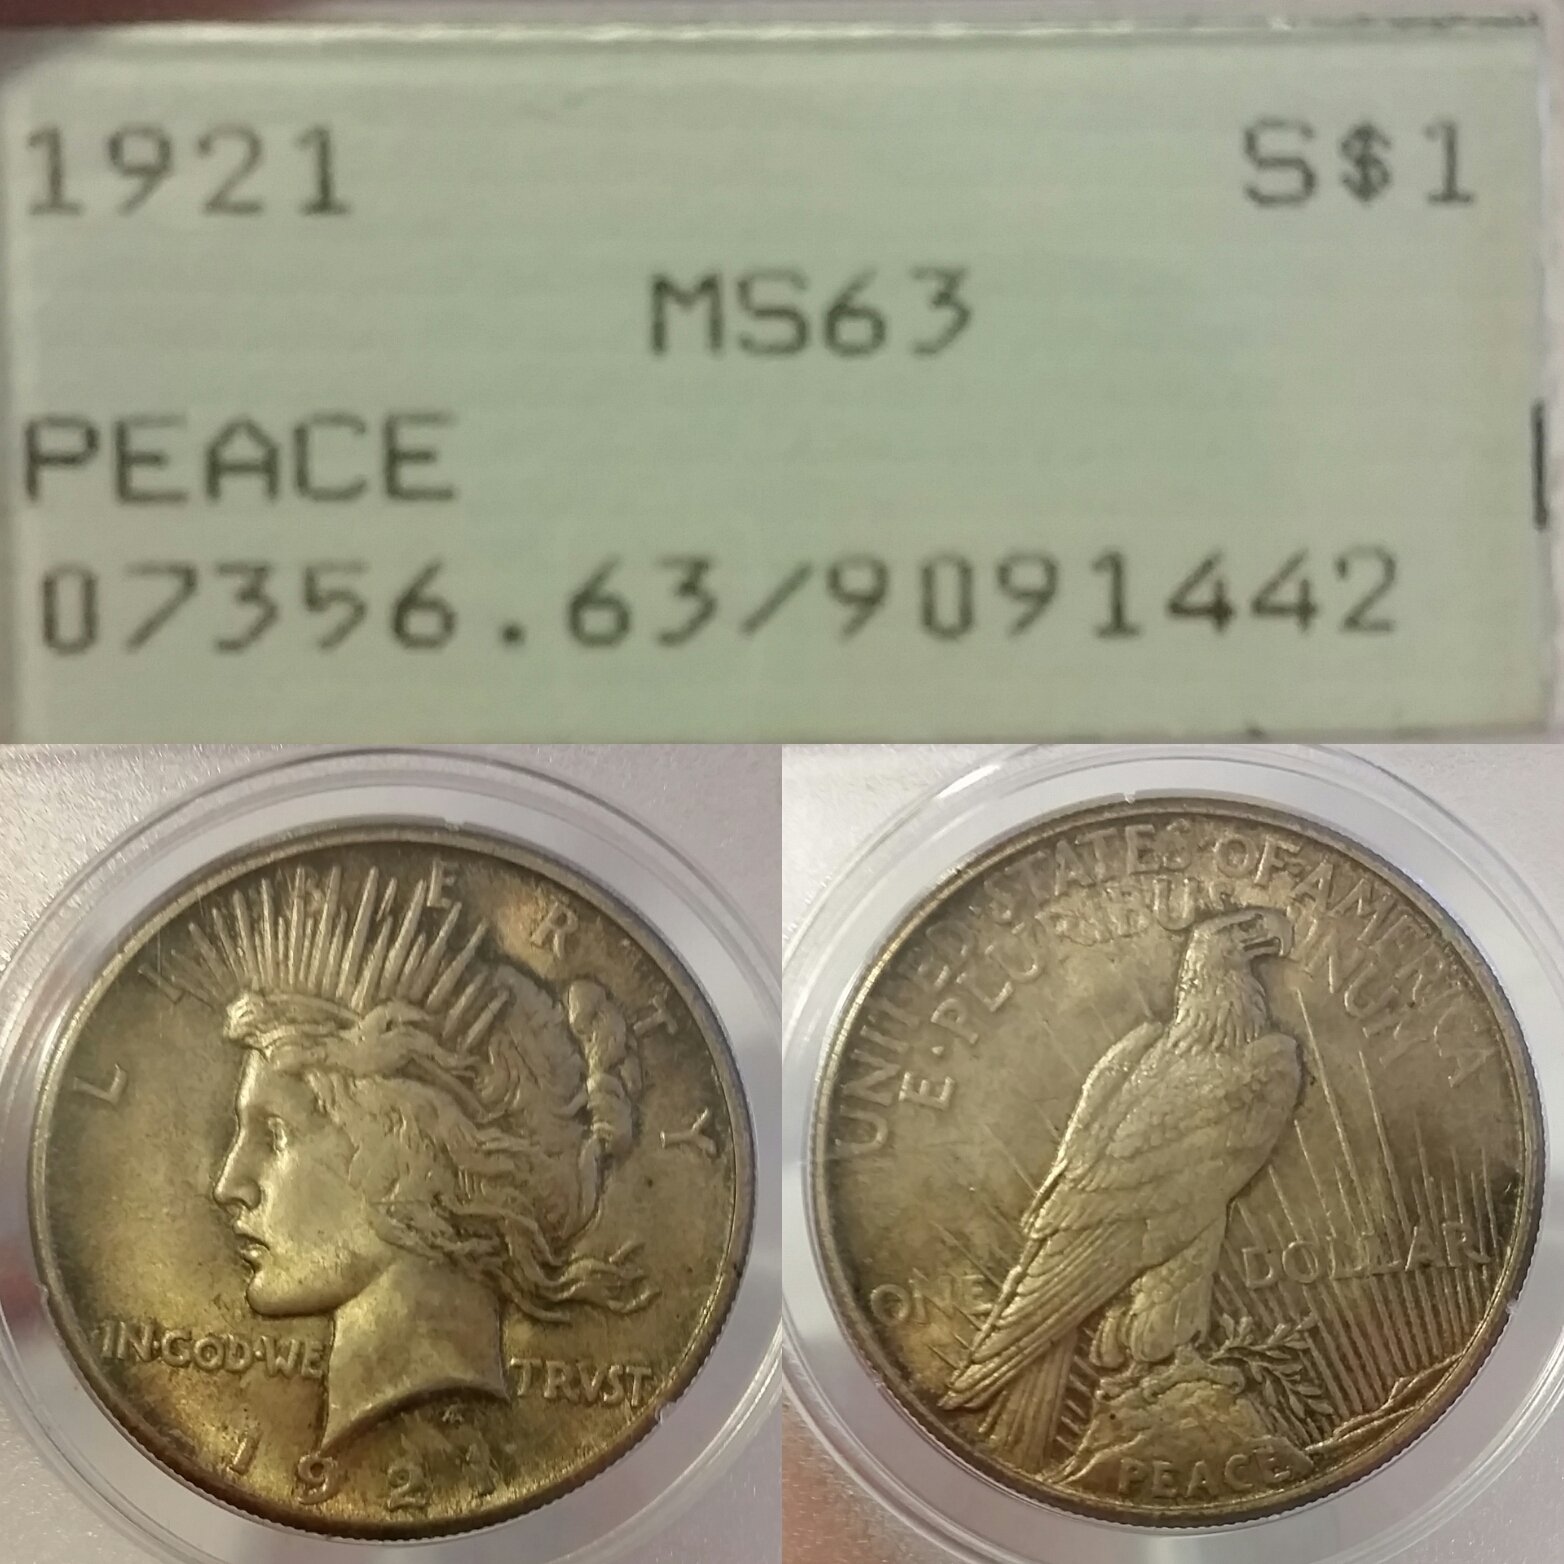 1921 S$1
MS63
PEACE
07356.63/9091442
LIBERTY
IN·GOD·WE TRVST
1921
UNITED·STATES·OF·AMERICA
E·PLURIBUS·UNUM
ONE DOLLAR
PEACE